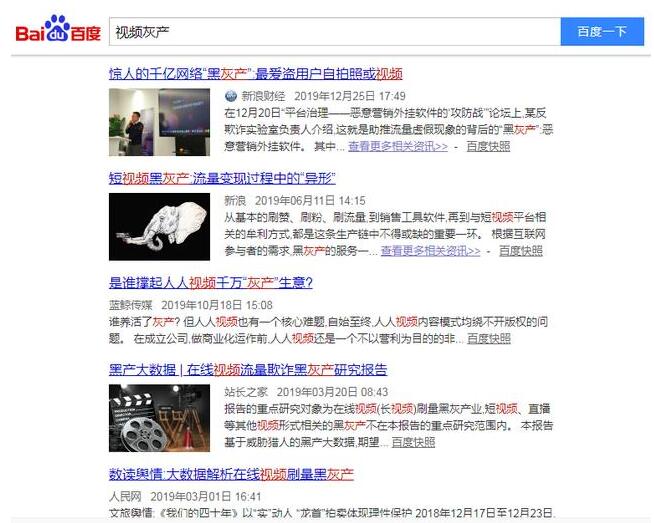 Bai du 百度
视频灰产
百度一下
惊人的千亿网络“黑灰产”:最爱盗用户自拍照或视频
新浪财经 2019年12月25日 17:49
在12月20日“平台治理——恶意营销外挂软件的‘攻防战’”论坛上,某反
欺诈实验室负责人介绍,这就是助推流量虚假现象的背后的“黑灰产”:恶
意营销外挂软件。 其中... 查看更多相关资讯>> - 百度快照
短视频黑灰产:流量变现过程中的“异形”
新浪 2019年06月11日 14:15
从基本的刷赞、刷粉、刷流量,到销售工具软件,再到与短视频平台相
关的牟利方式,都是这条生产链中不得或缺的重要一环。 根据互联网
参与者的需求,黑灰产的服务一... 查看更多相关资讯>> - 百度快照
是谁撑起人人视频千万“灰产”生意?
蓝鲸传媒 2019年10月18日 15:08
谁养活了灰产? 但人人视频也有一个核心难题,自始至终,人人视频内容模式均绕不开版权的问
题。 在成立公司,做商业化运作前,人人视频还是一个不以营利为目的的非... 百度快照
黑产大数据 | 在线视频流量欺诈黑灰产研究报告
站长之家 2019年03月20日 08:43
报告的重点研究对象为在线视频(长视频)刷量黑灰产业,短视频、直播
等其他视频形式相关的黑灰产不在本报告的重点研究范围内。 本报告
基于威胁猎人的黑产大数据,期望... 百度快照
数读舆情:大数据解析在线视频刷量黑灰产
人民网 2019年03月01日 16:41
文旅舆情:《我们的四十年》以“实”动人 “龙首”拍卖体现理性保护 2018年12月17日至12月23日,